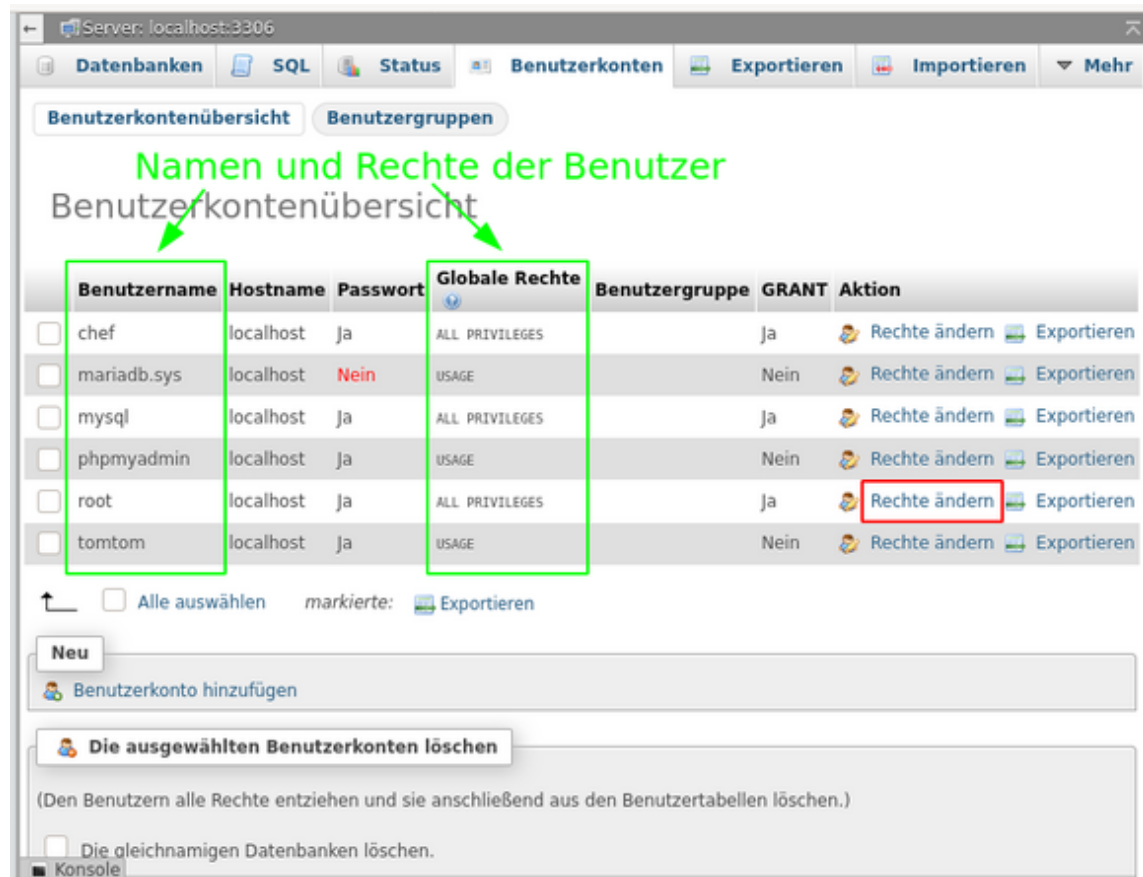 Server: localhost:3306
Datenbanken SQL Status Benutzerkonten Exportieren Importieren Mehr
Benutzerkontenübersicht Benutzergruppen
Namen und Rechte der Benutzer
Benutzerkontenübersicht
Benutzername Hostname Passwort Globale Rechte Benutzergruppe GRANT Aktion
chef localhost Ja ALL PRIVILEGES Ja Rechte ändern Exportieren
mariadb.sys localhost Nein USAGE Nein Rechte ändern Exportieren
mysql localhost Ja ALL PRIVILEGES Ja Rechte ändern Exportieren
phpmyadmin localhost Ja USAGE Nein Rechte ändern Exportieren
root localhost Ja ALL PRIVILEGES Ja Rechte ändern Exportieren
tomtom localhost Ja USAGE Nein Rechte ändern Exportieren
Alle auswählen markierte: Exportieren
Neu
Benutzerkonto hinzufügen
Die ausgewählten Benutzerkonten löschen
(Den Benutzern alle Rechte entziehen und sie anschließend aus den Benutzertabellen löschen.)
Die gleichnamigen Datenbanken löschen.
Konsole